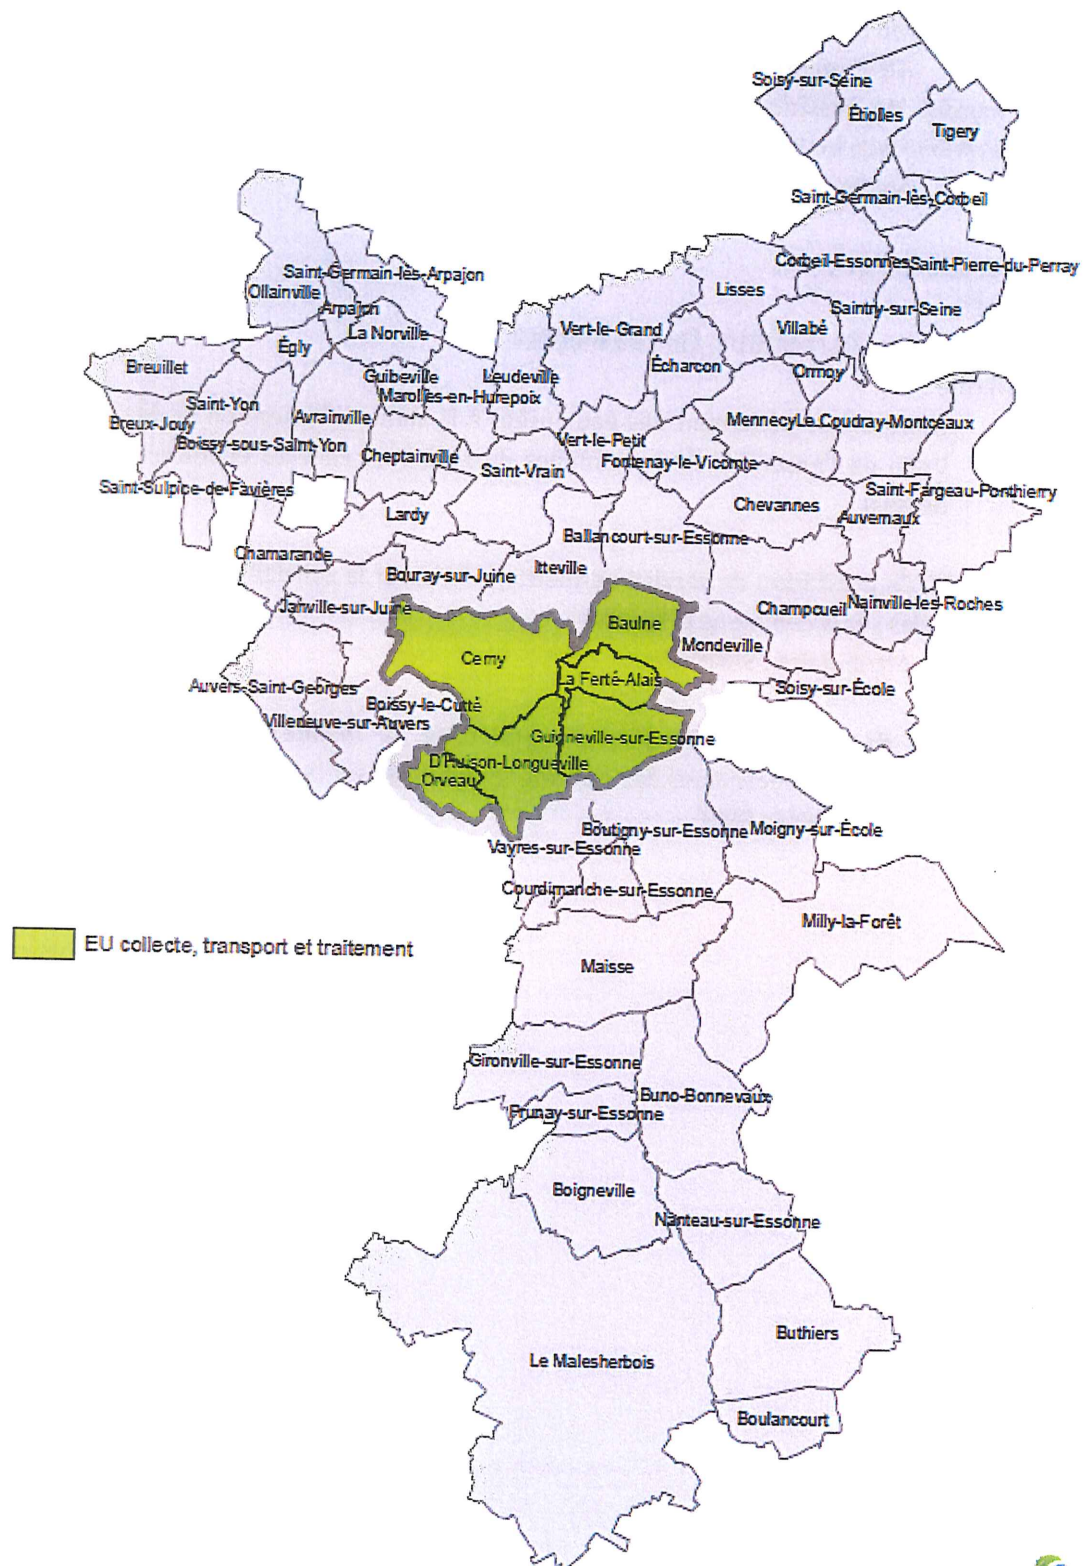 Soisy-sur-Seine
Étiolles
Tigery
Saint-Germain-lès-Corbeil
Corbeil-Essonnes
Saint-Pierre-du-Perray
Saint-Germain-lès-Arpajon
Ollainville
Lisses
Arpajon
Saintry-sur-Seine
La Norville
Vert-le-Grand
Villabé
Égly
Breuillet
Écharcon
Ormoy
Guibeville
Leudeville
Marolles-en-Hurepoix
Saint-Yon
Avrainville
Breux-Jouy
Mennecy
Le Coudray-Montceaux
Boissy-sous-Saint-Yon
Vert-le-Petit
Cheptainville
Saint-Vrain
Fontenay-le-Vicomte
Saint-Sulpice-de-Favières
Saint-Fargeau-Ponthierry
Chevannes
Lardy
Auvernaux
Ballancourt-sur-Essonne
Chamarande
Itteville
Bouray-sur-Juine
Janville-sur-Juine
Champcueil
Nainville-les-Roches
Baulne
Mondeville
Cerny
La Ferté-Alais
Auvers-Saint-Georges
Soisy-sur-École
Boissy-le-Cutté
Villeneuve-sur-Auvers
Guigneville-sur-Essonne
D'Huison-Longueville
Orveau
Boutigny-sur-Essonne
Moigny-sur-École
Vayres-sur-Essonne
Courdimanche-sur-Essonne
Milly-la-Forêt
EU collecte, transport et traitement
Maisse
Gironville-sur-Essonne
Buno-Bonnevaux
Prunay-sur-Essonne
Boigneville
Nanteau-sur-Essonne
Buthiers
Le Malesherbois
Boulancourt